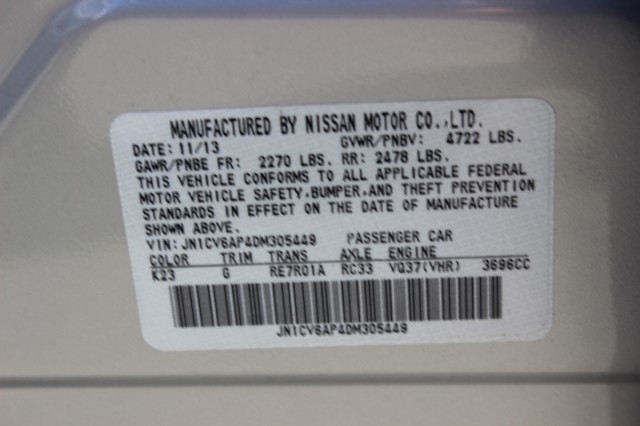 MANUFACTURED BY NISSAN MOTOR CO.,LTD.
DATE: 11/13 GVWR/PNBV: 4722 LBS.
GAWR/PNBE FR: 2270 LBS. RR: 2478 LBS.
THIS VEHICLE CONFORMS TO ALL APPLICABLE FEDERAL
MOTOR VEHICLE SAFETY,BUMPER,AND THEFT PREVENTION
STANDARDS IN EFFECT ON THE DATE OF MANUFACTURE
SHOWN ABOVE.
VIN: JN1CV6AP4DM305449 PASSENGER CAR
COLOR TRIM TRANS AXLE ENGINE
K23 G RE7R01A RC33 VQ37(VHR) 3696CC
JN1CV6AP4DM305449